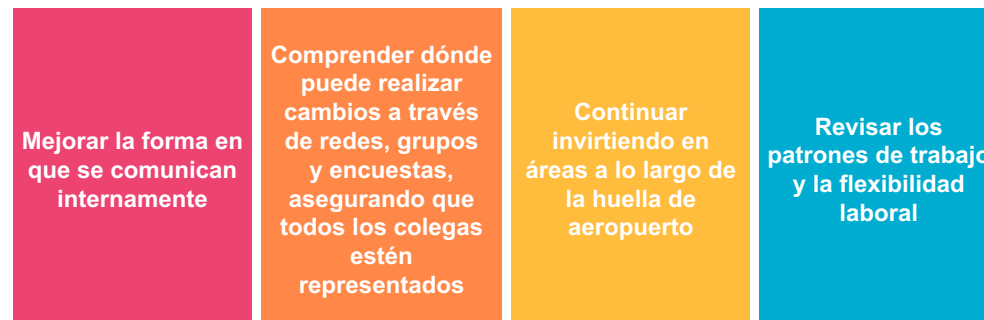 Mejorar la forma en
que se comunican
internamente
Comprender dónde
puede realizar
cambios a través
de redes, grupos
y encuestas,
asegurando que
todos los colegas
estén
representados
Continuar
invirtiendo en
áreas a lo largo de
la huella de
aeropuerto
Revisar los
patrones de trabajo
y la flexibilidad
laboral